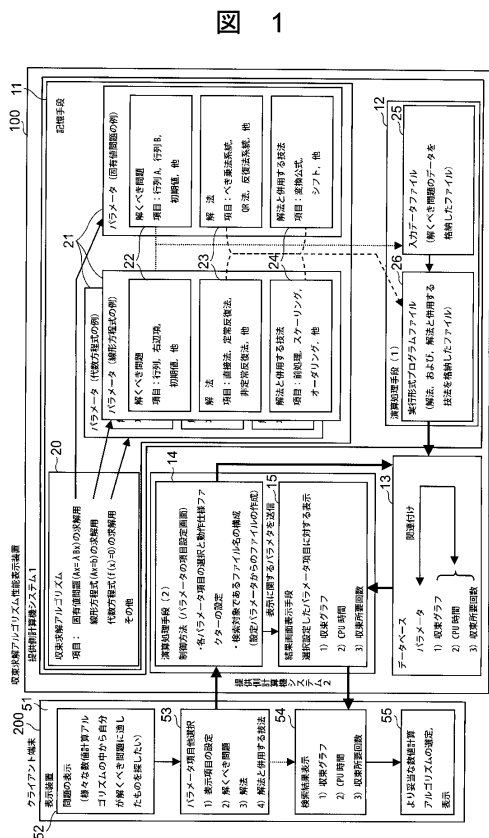 図 1
収束求解アルゴリズム性能表示装置
100
提供側計算機システム1
11
記憶手段
20
収束求解アルゴリズム
項目： 固有値問題(Ax=λBx)の求解用
線形方程式(Ax=b)の求解用
代数方程式(f(x)=0)の求解用
その他
21
パラメータ（代数方程式の例）
パラメータ（線形方程式の例）
解くべき問題
項目：行列、右辺項、
初期値、他
解 法
項目：直接法、定常反復法、
非定常反復法、他
解法と併用する技法
項目：前処理、スケーリング、
オーダリング、他
22
23
24
パラメータ（固有値問題の例）
解くべき問題
項目：行列A、行列B、
初期値、他
解 法
項目：べき乗法系統、
QR法、反復法系統、他
解法と併用する技法
項目：変換公式、
シフト、他
12
演算処理手段（1）
26
実行形式プログラムファイル
（解法、および、解法と併用する
技法を格納したファイル）
25
入力データファイル
（解くべき問題のデータを
格納したファイル）
提供側計算機システム2
14
演算処理手段（2）
制御方法（パラメータの項目設定画面）
・各パラメータ項目の選択と動作仕様ファ
クターの設定
・検索対象であるファイル名の構成
（設定パラメータからのファイルの作成）
表示に関するパラメタを送信
15
結果画面表示手段
選択設定したパラメータ項目に対する表示
1）収束グラフ
2）CPU時間
3）収束所要回数
13
データベース
パラメータ
関連付け
1）収束グラフ
2）CPU時間
3）収束所要回数
200
クライアント端末
51
表示装置
52
問題の表示
（様々な数値計算アル
ゴリズムの中から自分
が解くべき問題に適し
たものを探したい）
53
パラメータ項目他選択
1）表示項目の設定
2）解くべき問題
3）解法
4）解法と併用する技法
54
検索結果表示
1）収束グラフ
2）CPU時間
3）収束所要回数
55
より妥当な数値計算
アルゴリズムの選定、
表示